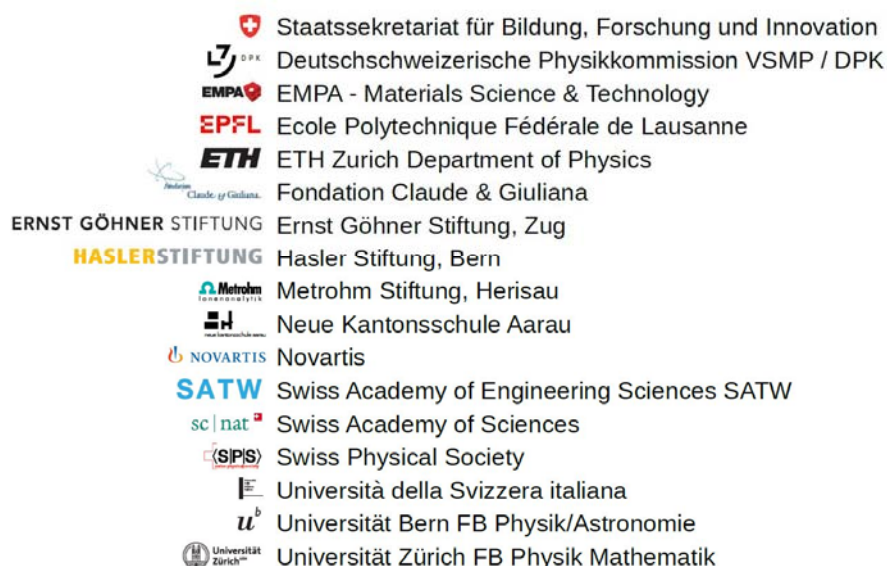 Staatssekretariat für Bildung, Forschung und Innovation
DPK Deutschschweizerische Physikkommission VSMP / DPK
EMPA EMPA - Materials Science & Technology
EPFL Ecole Polytechnique Fédérale de Lausanne
ETH ETH Zurich Department of Physics
Fondation Claude & Giuliana. Fondation Claude & Giuliana
ERNST GÖHNER STIFTUNG Ernst Göhner Stiftung, Zug
HASLERSTIFTUNG Hasler Stiftung, Bern
Metrohm Ionenanalytik Metrohm Stiftung, Herisau
neue kantonsschule aarau Neue Kantonsschule Aarau
NOVARTIS Novartis
SATW Swiss Academy of Engineering Sciences SATW
sc|nat Swiss Academy of Sciences
⟨S|P|S⟩ Swiss Physical Society
Università della Svizzera italiana
u^b Universität Bern FB Physik/Astronomie
Universität Zürich Universität Zürich FB Physik Mathematik